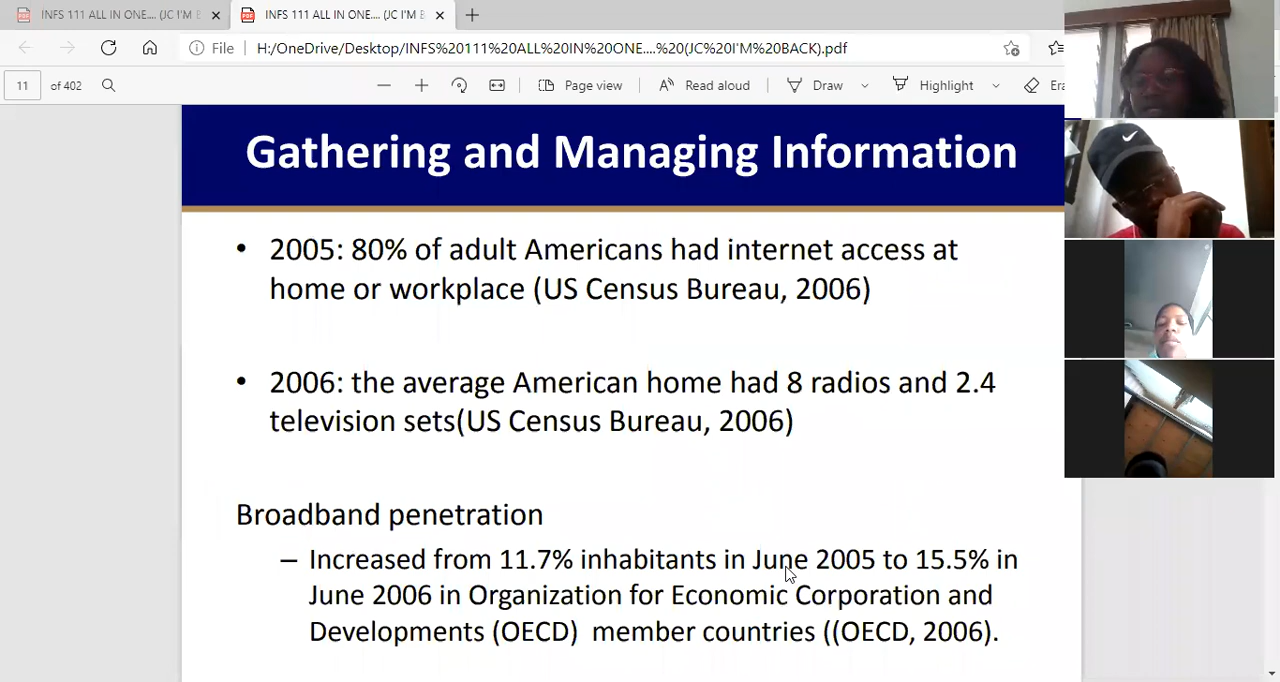 INFS 111 ALL IN ONE.... (JC I'M B
INFS 111 ALL IN ONE.... (JC I'M B
File
H:/OneDrive/Desktop/INFS%20111%20ALL%20IN%20ONE....%20(JC%20I'M%20BACK).pdf
11 of 402
Page view
Read aloud
Draw
Highlight
Era
Gathering and Managing Information
• 2005: 80% of adult Americans had internet access at
home or workplace (US Census Bureau, 2006)
• 2006: the average American home had 8 radios and 2.4
television sets(US Census Bureau, 2006)
Broadband penetration
– Increased from 11.7% inhabitants in June 2005 to 15.5% in
June 2006 in Organization for Economic Corporation and
Developments (OECD) member countries ((OECD, 2006).